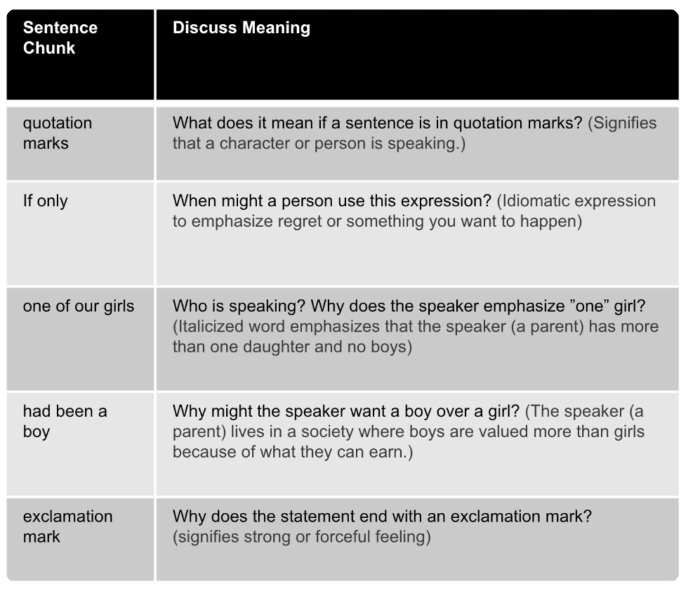 Sentence
Chunk
Discuss Meaning
quotation
marks
What does it mean if a sentence is in quotation marks? (Signifies
that a character or person is speaking.)
If only
When might a person use this expression? (Idiomatic expression
to emphasize regret or something you want to happen)
one of our girls
Who is speaking? Why does the speaker emphasize ”one” girl?
(Italicized word emphasizes that the speaker (a parent) has more
than one daughter and no boys)
had been a
boy
Why might the speaker want a boy over a girl? (The speaker (a
parent) lives in a society where boys are valued more than girls
because of what they can earn.)
exclamation
mark
Why does the statement end with an exclamation mark?
(signifies strong or forceful feeling)